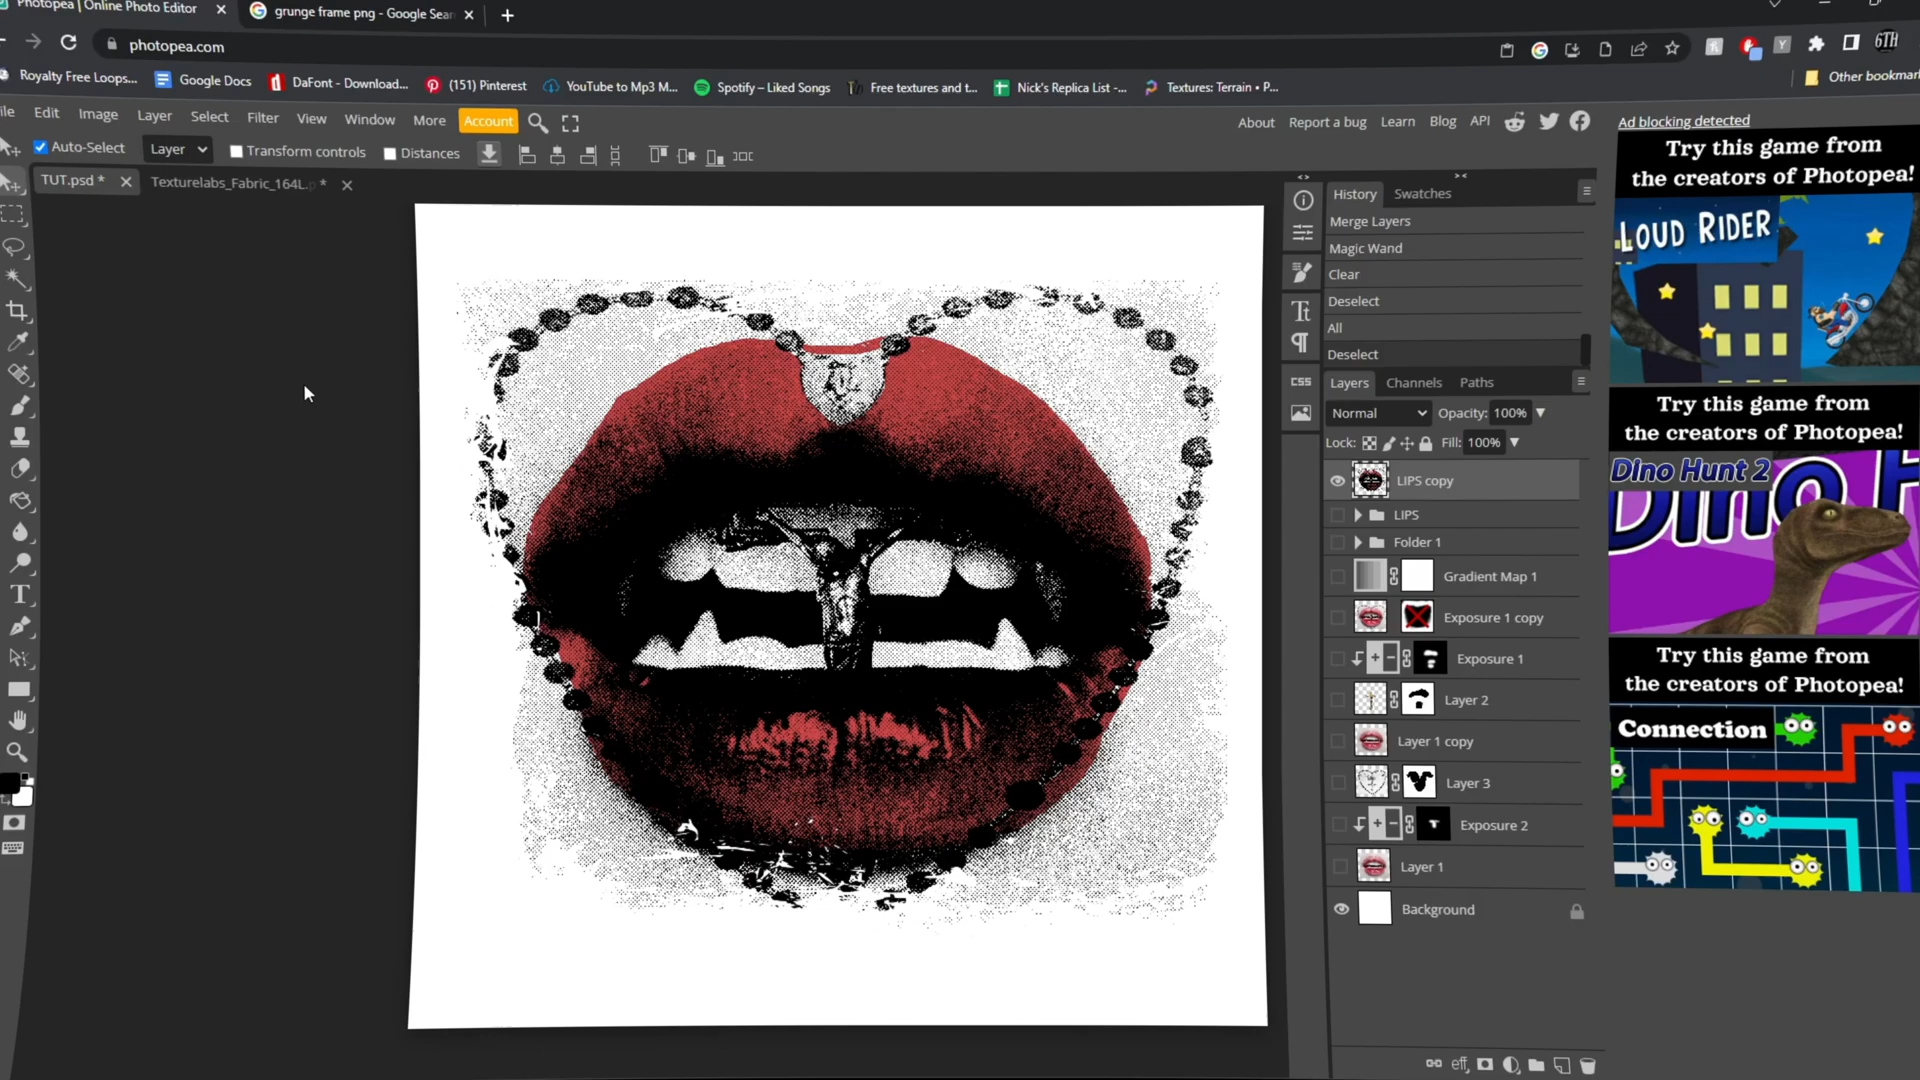 Photopea | Online Photo Editor
grunge frame png - Google Sear
photopea.com
6TH
Royalty Free Loops...
Google Docs
DaFont - Download...
(151) Pinterest
YouTube to Mp3 M...
Spotify – Liked Songs
Free textures and t...
Nick's Replica List -...
Textures: Terrain • P...
Other bookmar
ile
Edit
Image
Layer
Select
Filter
View
Window
More
Account
About
Report a bug
Learn
Blog
API
Auto-Select
Layer
Transform controls
Distances
TUT.psd *
Texturelabs_Fabric_164L.p *
Ad blocking detected
Try this game from
the creators of Photopea!
LOUD RIDER
Try this game from
the creators of Photopea!
Dino Hunt 2
Try this game from
the creators of Photopea!
Connection
History
Swatches
Merge Layers
Magic Wand
Clear
Deselect
All
Deselect
CSS
Layers
Channels
Paths
Normal
Opacity: 100%
Lock:
Fill: 100%
LIPS copy
LIPS
Folder 1
Gradient Map 1
Exposure 1 copy
Exposure 1
Layer 2
Layer 1 copy
Layer 3
Exposure 2
Layer 1
Background
eff